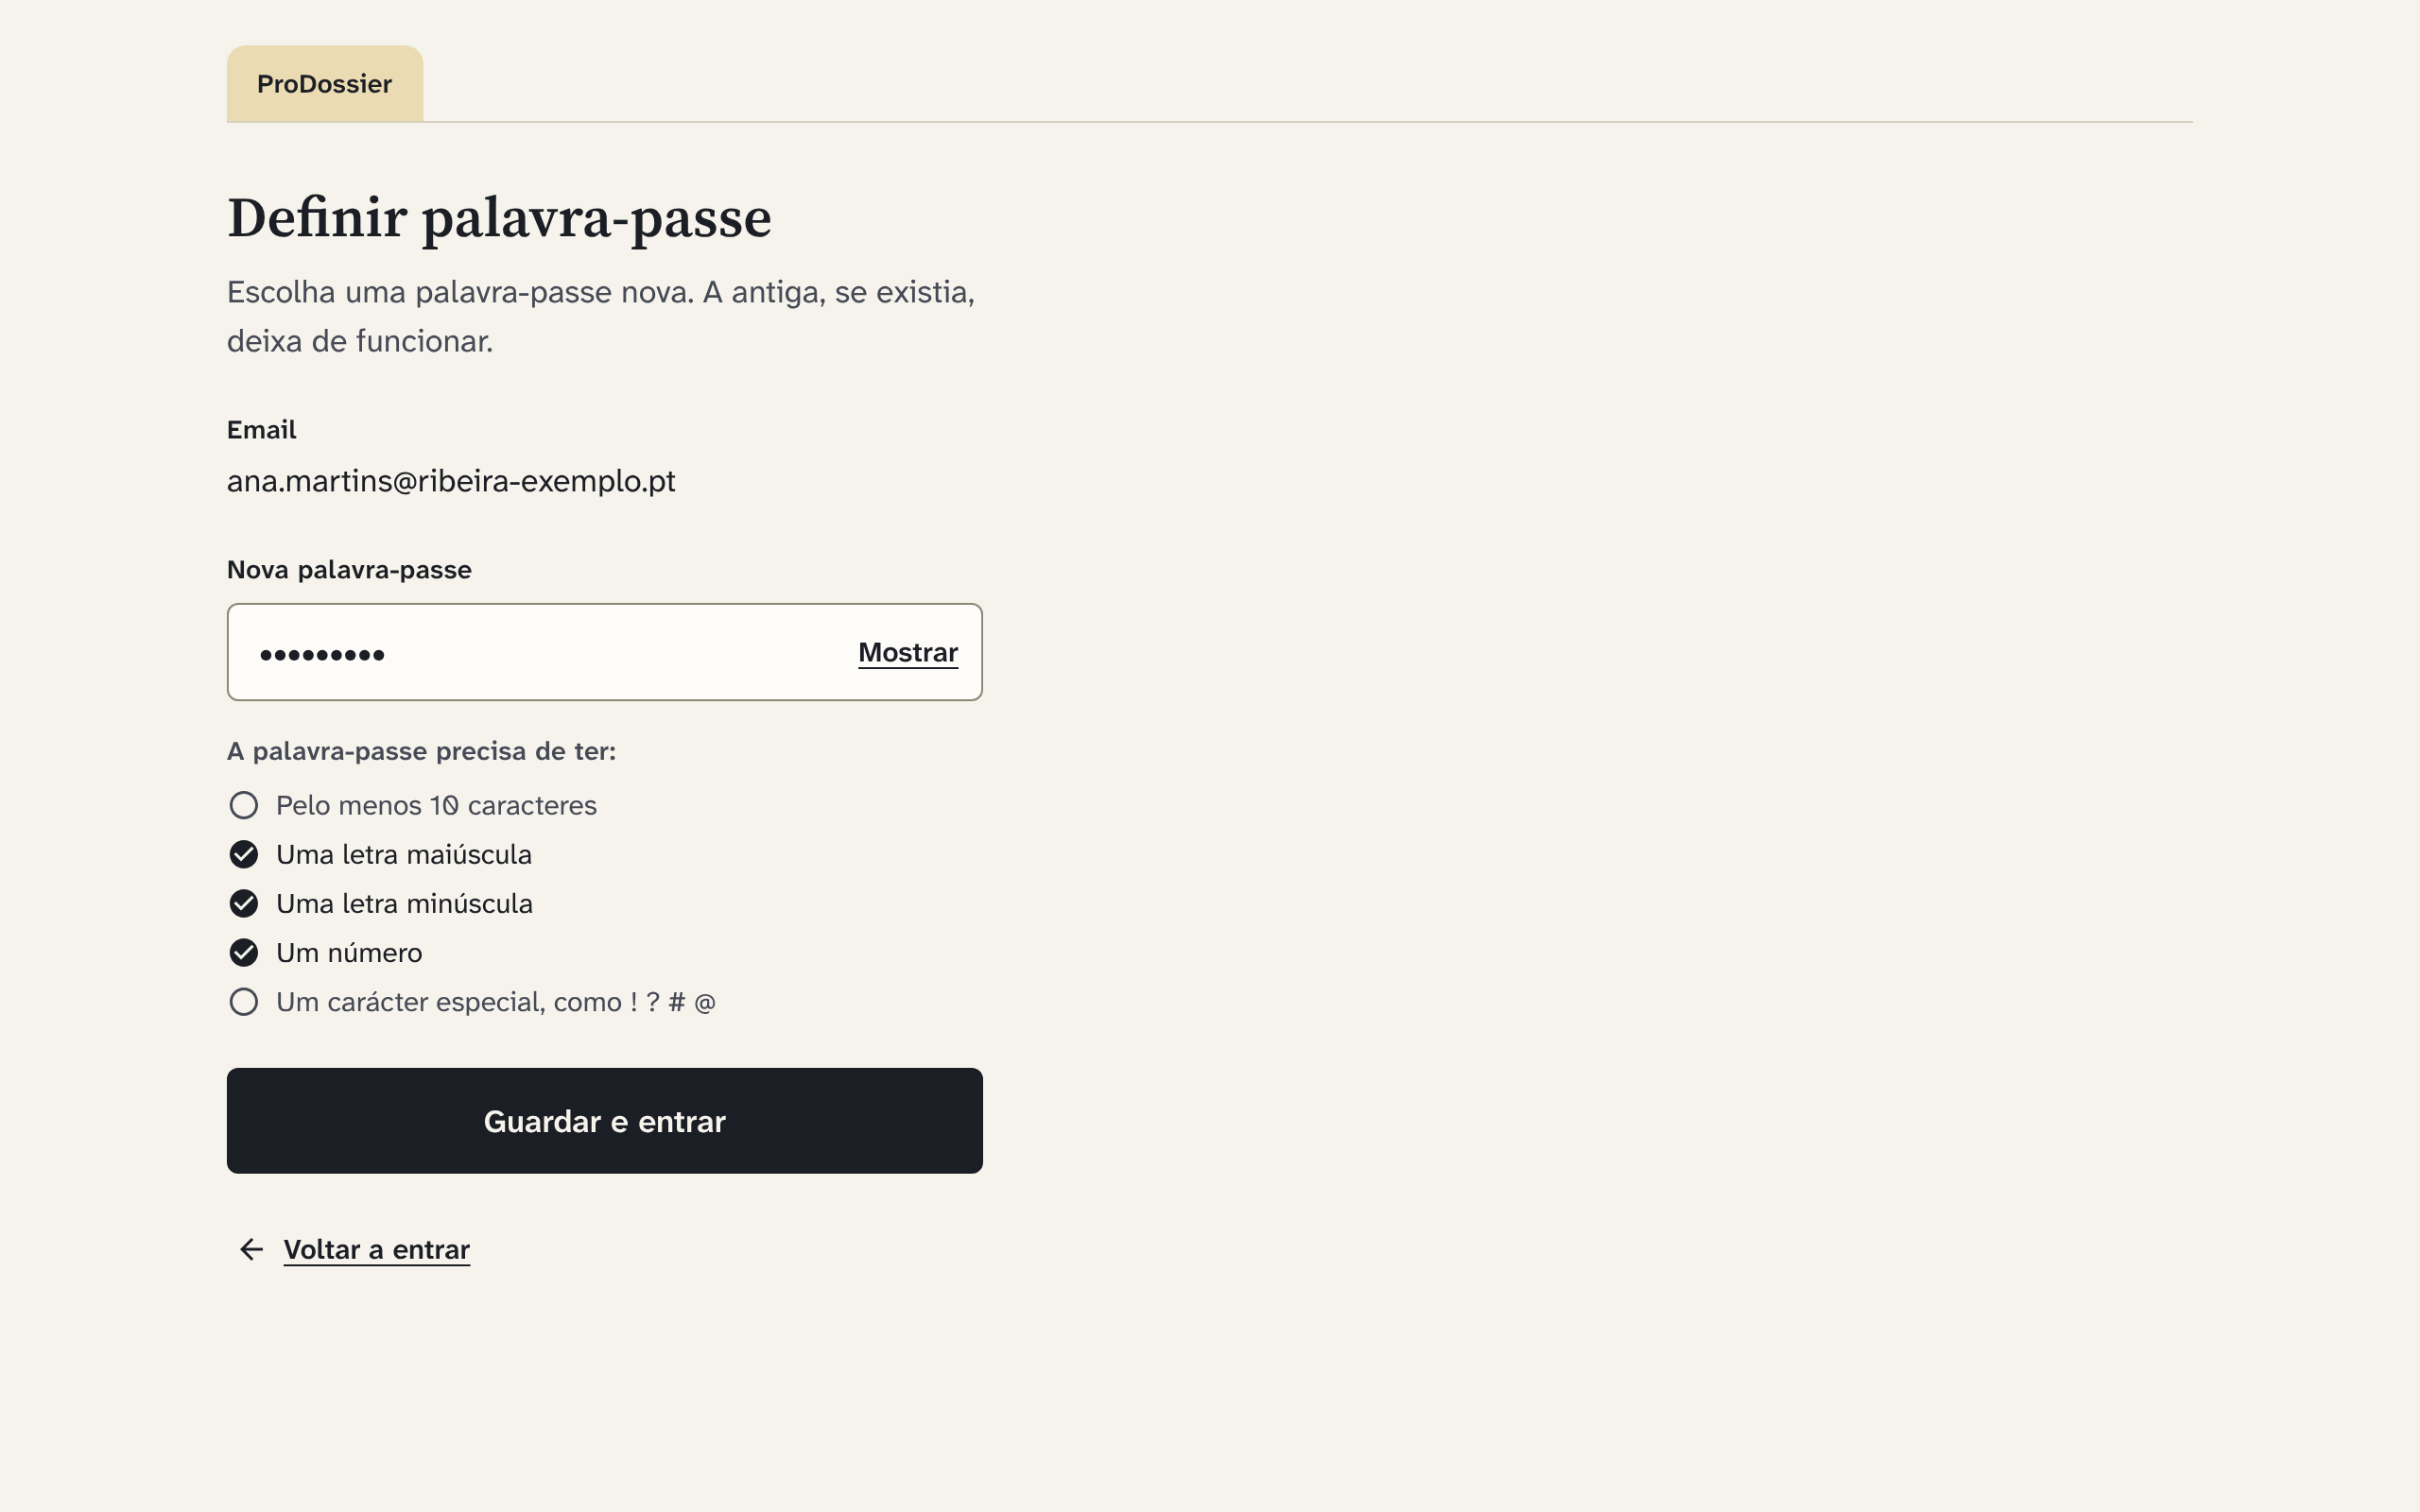 ProDossier
Definir palavra-passe
Escolha uma palavra-passe nova. A antiga, se existia,
deixa de funcionar.
Email
ana.martins@ribeira-exemplo.pt
Nova palavra-passe
•••••••••
Mostrar
A palavra-passe precisa de ter:
Pelo menos 10 caracteres
Uma letra maiúscula
Uma letra minúscula
Um número
Um carácter especial, como ! ? # @
Guardar e entrar
← Voltar a entrar